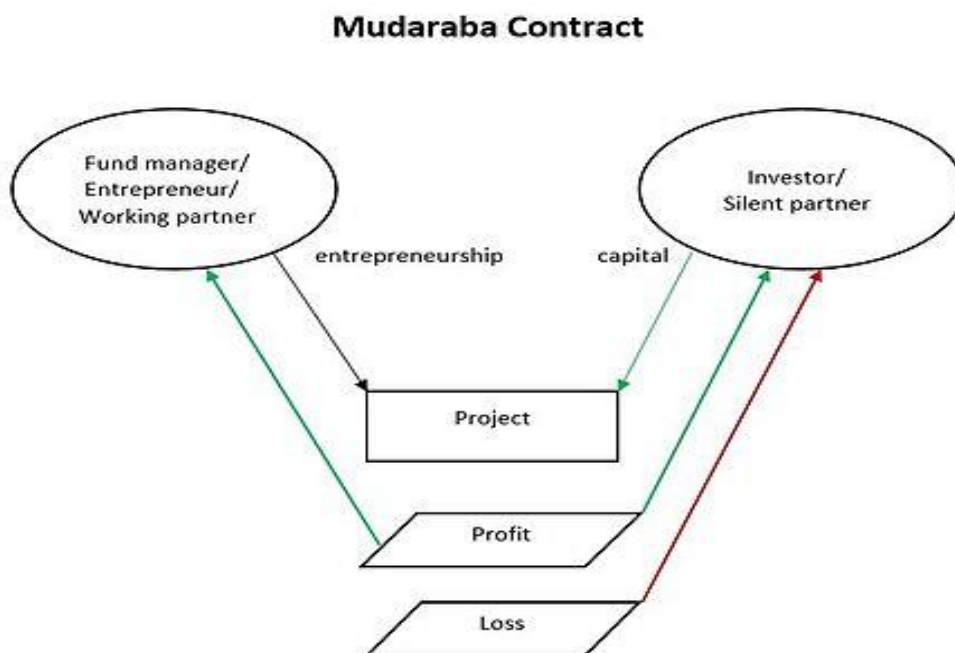 Mudaraba Contract
Fund manager/
Entrepreneur/
Working partner
Investor/
Silent partner
entrepreneurship
capital
Project
Profit
Loss